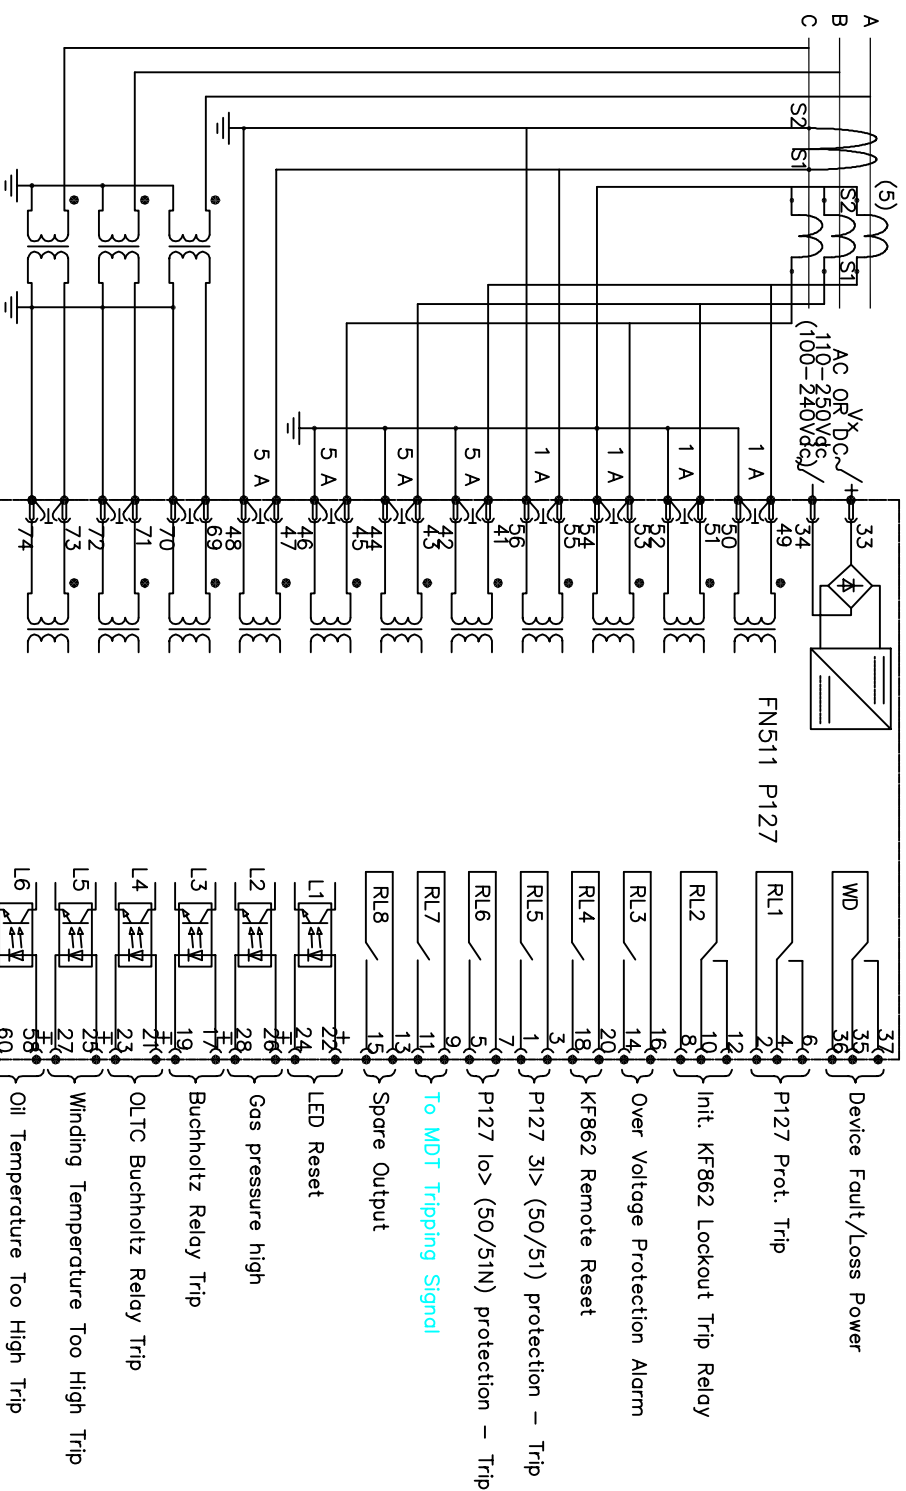 A
B
C
S2
S1
(5)
S2
S1
Vx
AC OR DC
110-250Vdc
(100-240Vdc)
~/+
~/-
5 A
5 A
5 A
5 A
1 A
1 A
1 A
1 A
33
34
49
50
51
52
53
54
55
56
41
42
43
44
45
46
47
48
69
70
71
72
73
74
FN511 P127
WD
37
35
36
Device Fault/Loss Power
RL1
6
4
2
P127 Prot. Trip
RL2
12
10
8
Init. KF862 Lockout Trip Relay
RL3
16
14
Over Voltage Protection Alarm
RL4
20
18
KF862 Remote Reset
RL5
3
1
P127 3I> (50/51) protection - Trip
RL6
7
5
P127 Io> (50/51N) protection - Trip
RL7
9
11
To MDT Tripping Signal
RL8
13
15
Spare Output
L1
+
22
24
LED Reset
L2
26
28
Gas pressure high
L3
17
19
Buchholtz Relay Trip
L4
21
23
OLTC Buchholtz Relay Trip
L5
25
27
Winding Temperature Too High Trip
L6
58
60
Oil Temperature Too High Trip